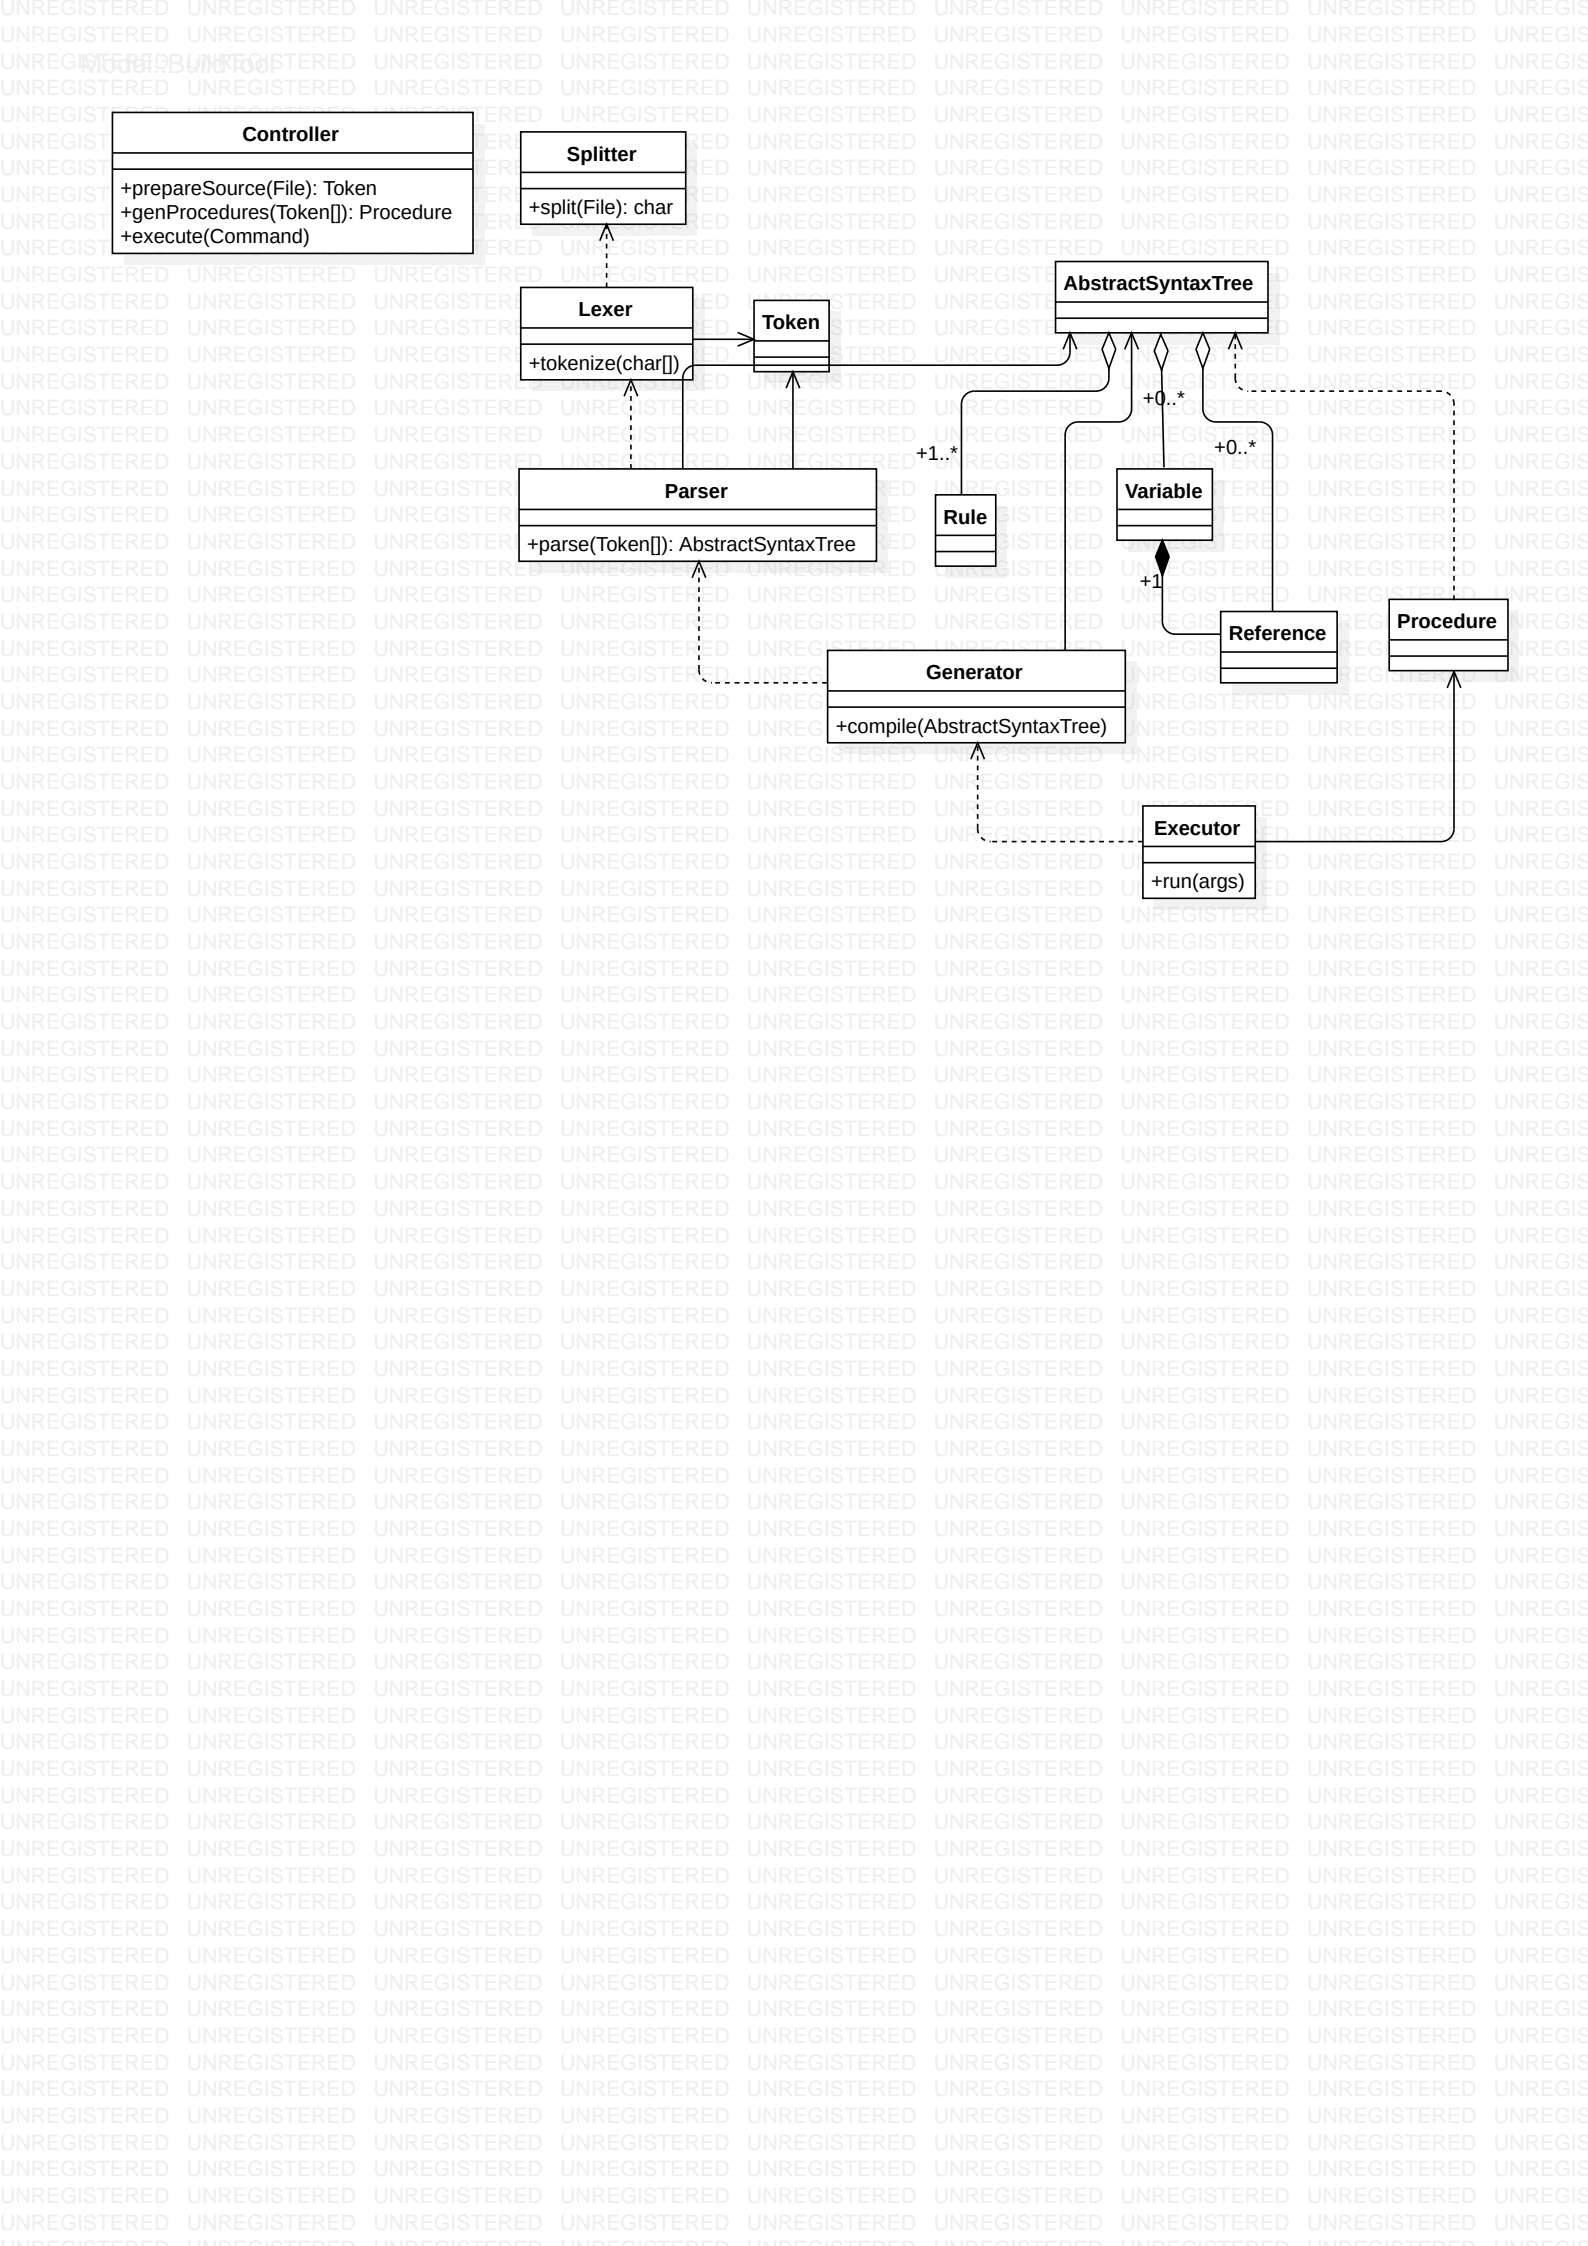 Model::BuildTool
Controller
+prepareSource(File): Token
+genProcedures(Token[]): Procedure
+execute(Command)
Splitter
+split(File): char
Lexer
+tokenize(char[])
Token
AbstractSyntaxTree
+0..*
+0..*
+1..*
Parser
+parse(Token[]): AbstractSyntaxTree
Rule
Variable
+1
Reference
Procedure
Generator
+compile(AbstractSyntaxTree)
Executor
+run(args)
UNREGISTERED